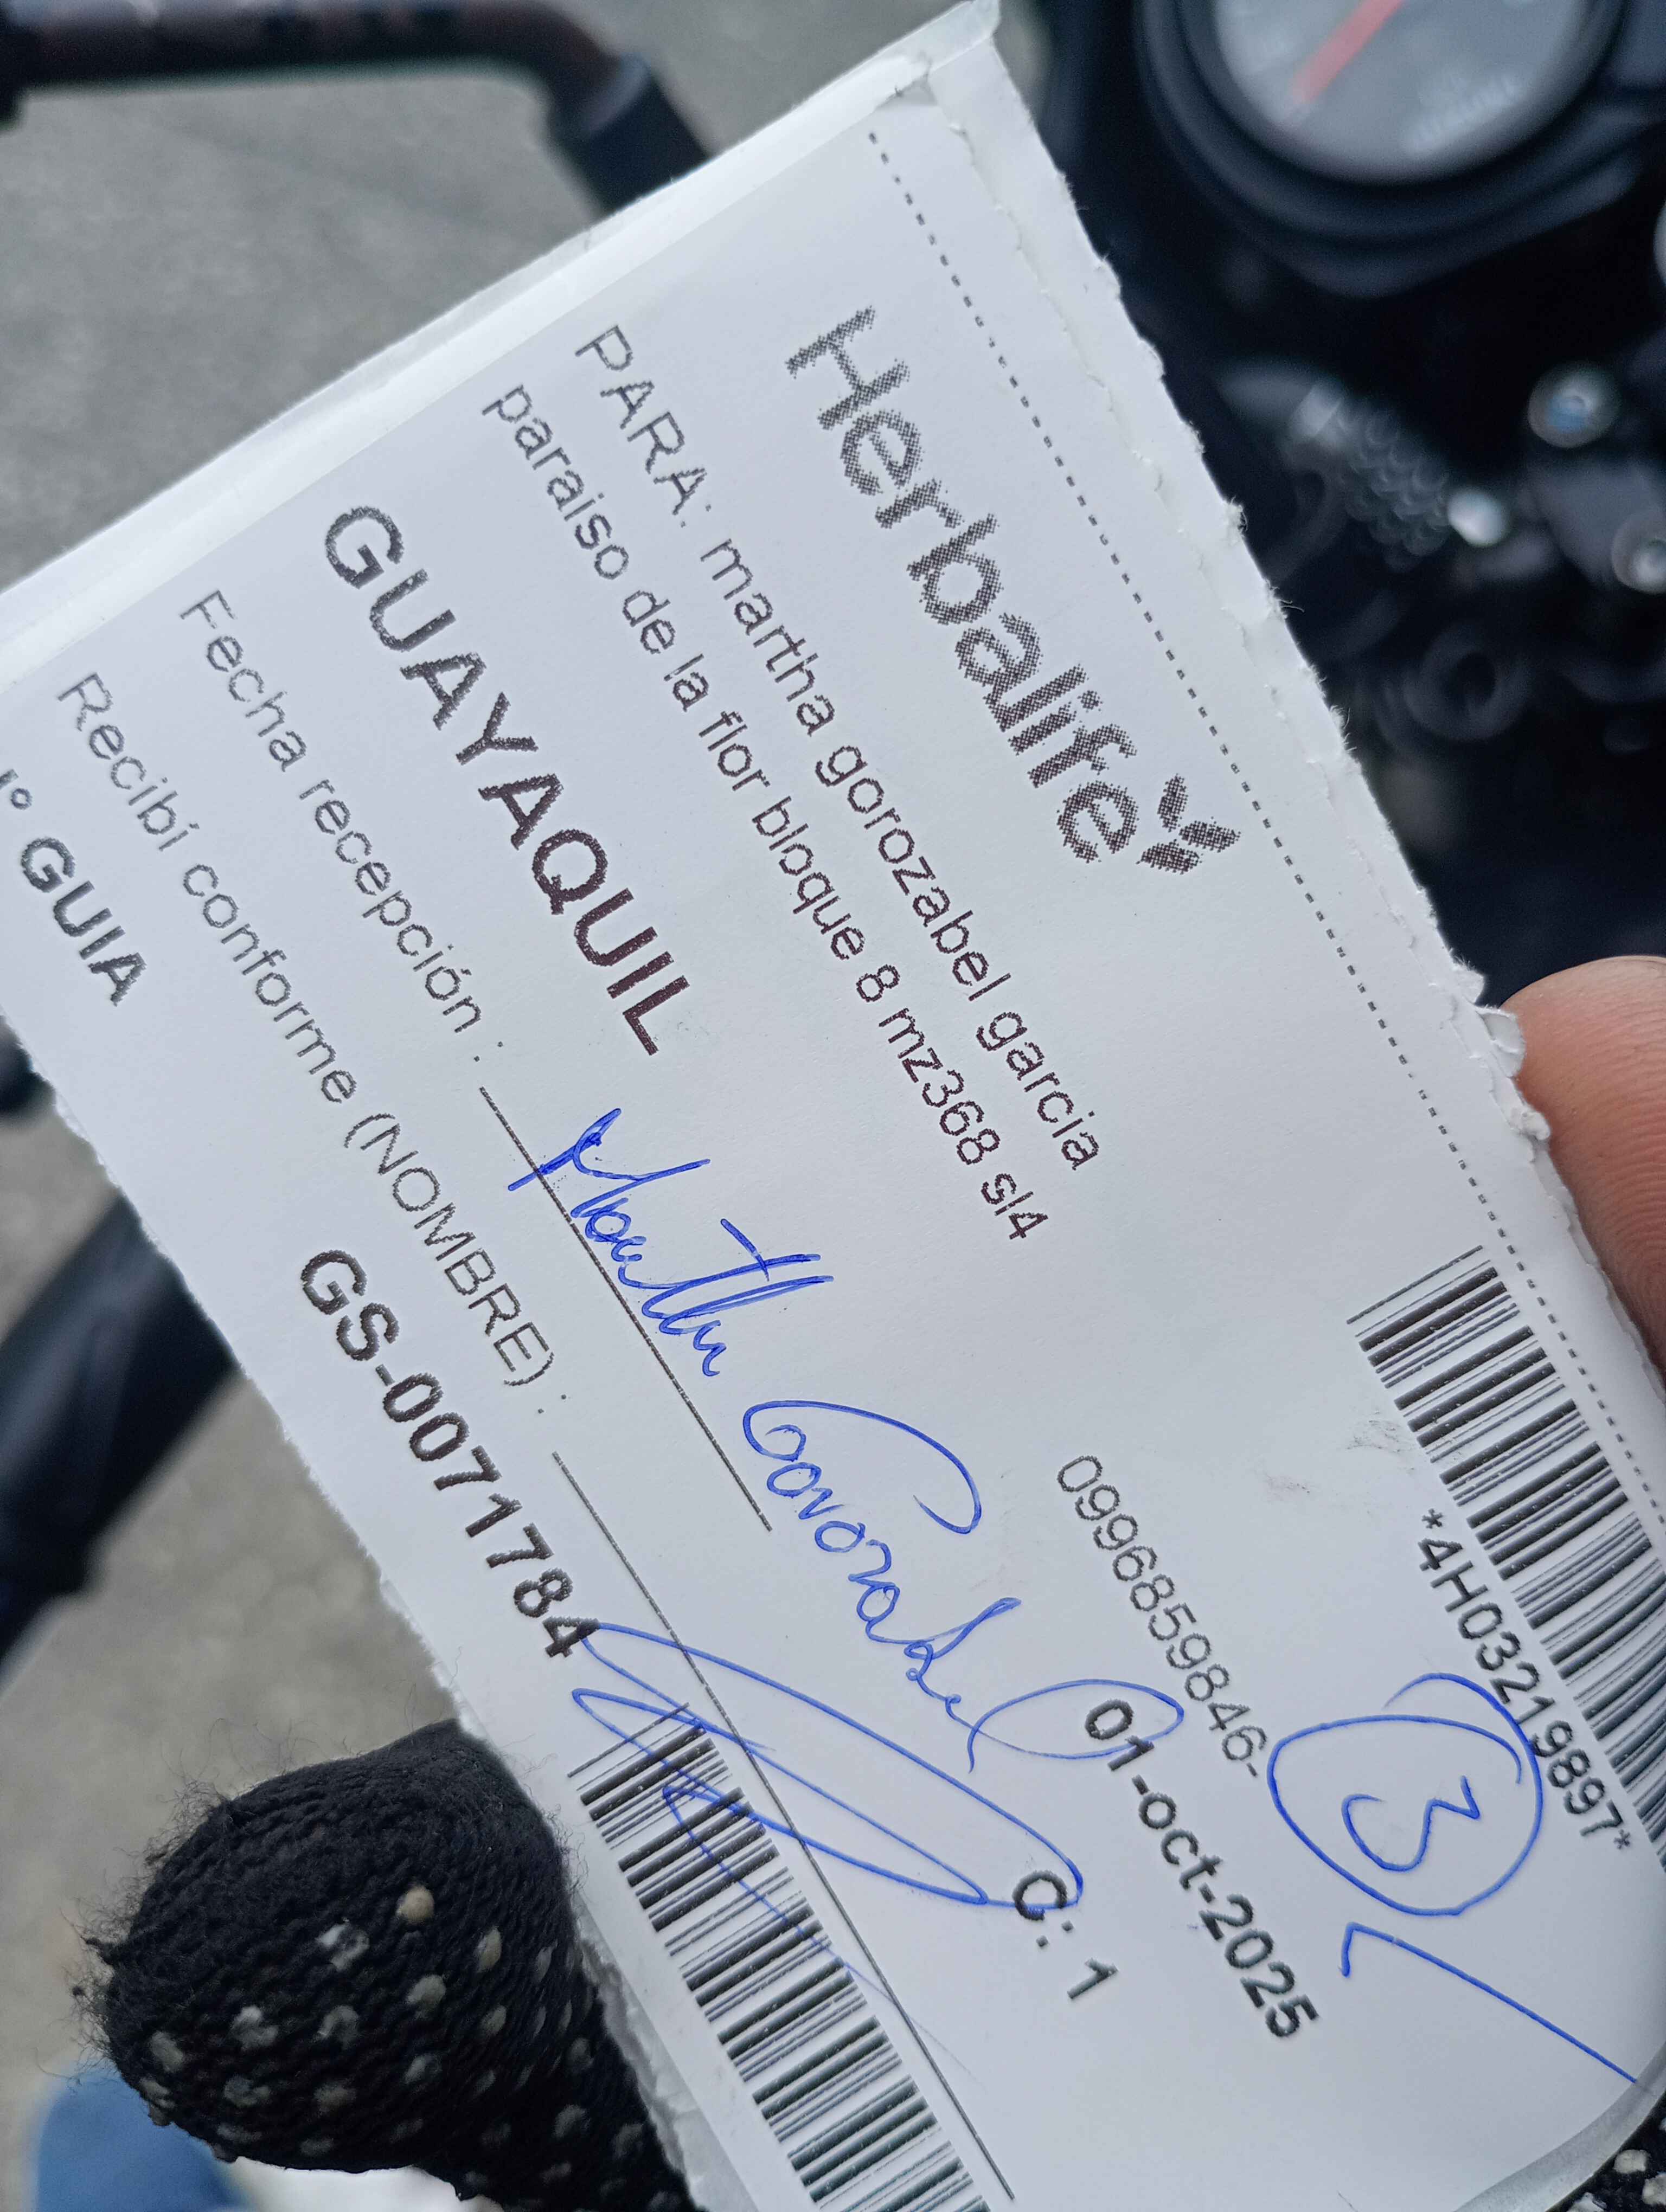 Herbalife
*4H03219897*
PARA: martha gorozabel garcia
paraiso de la flor bloque 8 mz368 sl4
0996859846-
3
GUAYAQUIL
01-oct-2025
Fecha recepción :
Martha Gorozabel
C: 1
Recibí conforme (NOMBRE) :
° GUIA
GS-0071784